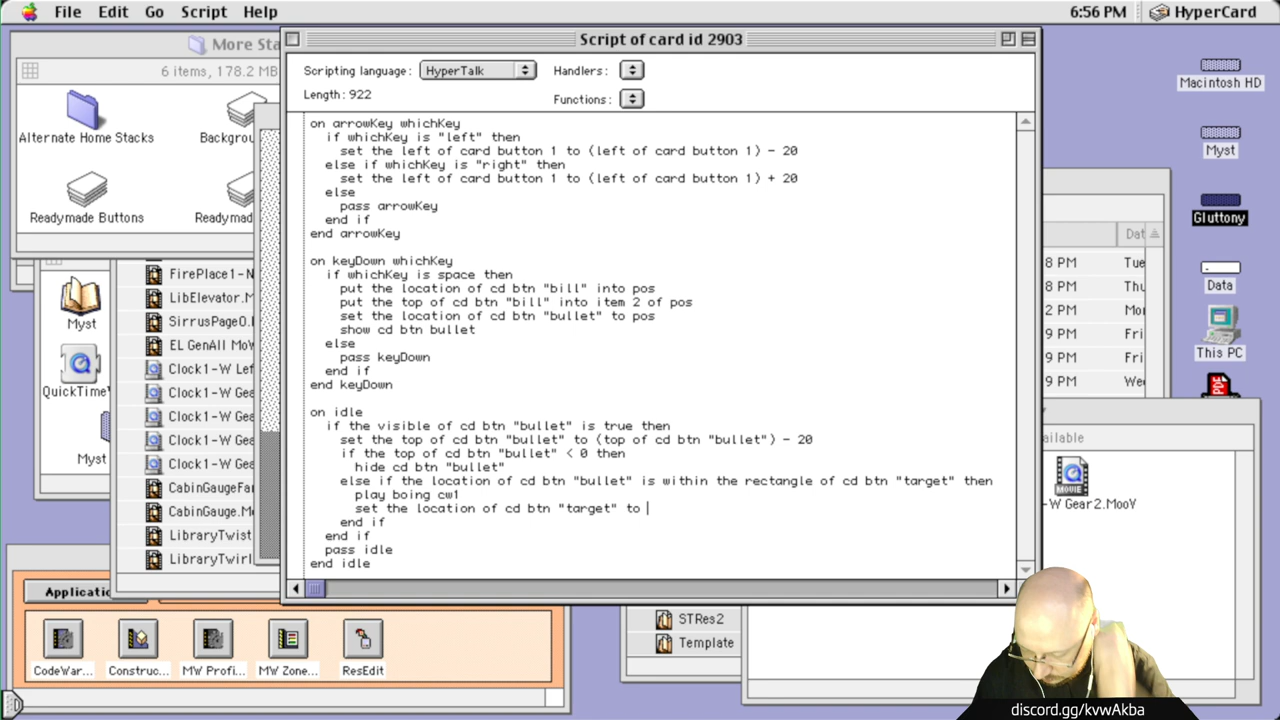 File Edit Go Script Help
6:56 PM
HyperCard
Script of card id 2903
More Sta
6 items, 178.2 MB
Scripting language: HyperTalk
Handlers:
Length: 922
Functions:
Alternate Home Stacks
Backgrou
Readymade Buttons
Readymad
on arrowKey whichKey
if whichKey is "left" then
set the left of card button 1 to (left of card button 1) - 20
else if whichKey is "right" then
set the left of card button 1 to (left of card button 1) + 20
else
pass arrowKey
end if
end arrowKey
on keyDown whichKey
if whichKey is space then
put the location of cd btn "bill" into pos
put the top of cd btn "bill" into item 2 of pos
set the location of cd btn "bullet" to pos
show cd btn bullet
else
pass keyDown
end if
end keyDown
on idle
if the visible of cd btn "bullet" is true then
set the top of cd btn "bullet" to (top of cd btn "bullet") - 20
if the top of cd btn "bullet" < 0 then
hide cd btn "bullet"
else if the location of cd btn "bullet" is within the rectangle of cd btn "target" then
play boing cw1
set the location of cd btn "target" to
end if
end if
pass idle
end idle
FirePlace1-N
LibElevator.M
SirrusPageO.
EL GenAll MoV
Clock1-W Lef
Clock1-W Gea
Clock1-W Gea
Clock1-W Gea
Clock1-W Gea
CabinGaugeFar
CabinGauge.M
LibraryTwist
LibraryTwirl
Myst
QuickTime
Myst
Macintosh HD
Myst
Gluttony
Data
This PC
PDF
Dat
8 PM Tue
8 PM Thu
2 PM Mo
9 PM Fri
9 PM Fri
9 PM We
ailable
MOVIE
-W Gear2.MooV
STRes2
Template
Applicatio
CodeWar...
Construc...
MW Profi...
MW Zone...
ResEdit
discord.gg/kvwAkba